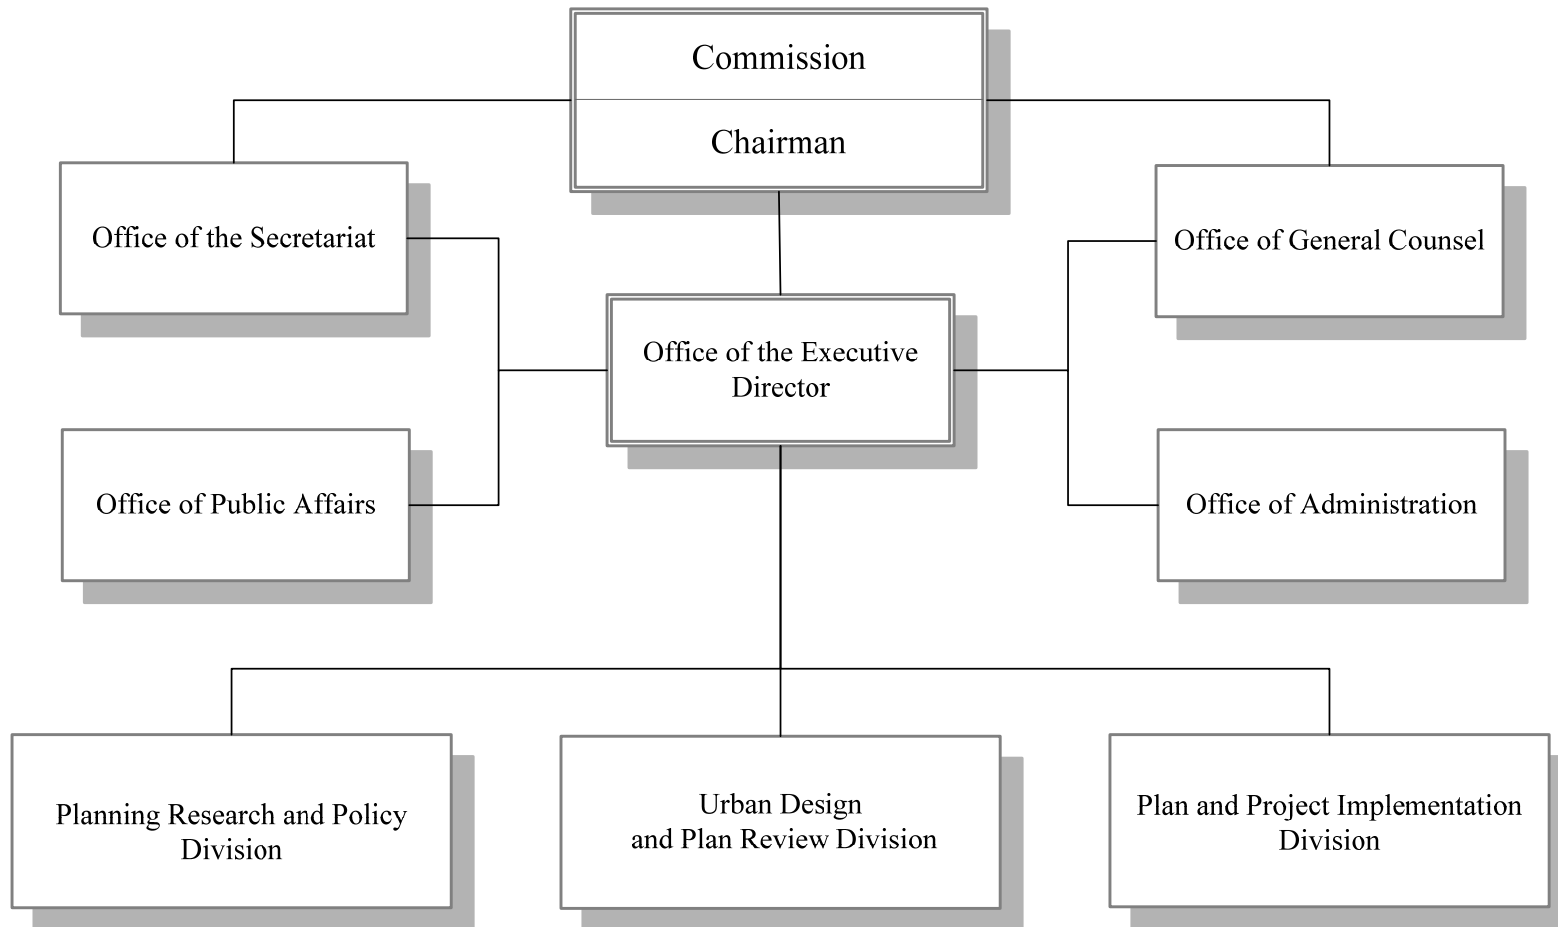 Commission
Chairman
Office of the Secretariat
Office of General Counsel
Office of the Executive
Director
Office of Public Affairs
Office of Administration
Planning Research and Policy
Division
Urban Design
and Plan Review Division
Plan and Project Implementation
Division